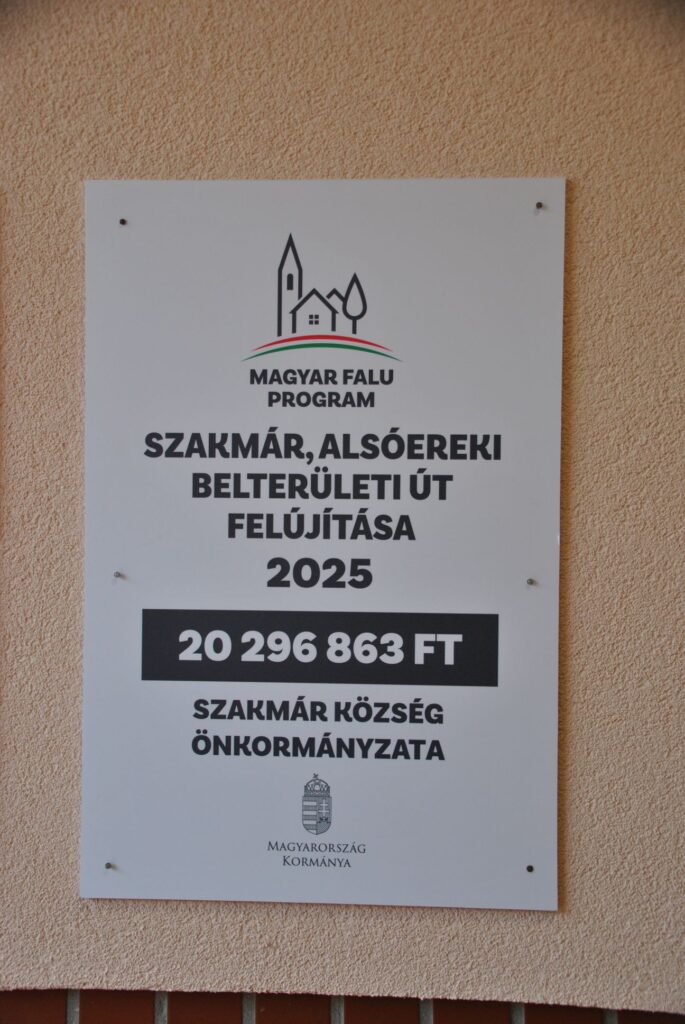 MAGYAR FALU
PROGRAM
SZAKMÁR, ALSÓEREKI
BELTERÜLETI ÚT
FELÚJÍTÁSA
2025
20 296 863 FT
SZAKMÁR KÖZSÉG
ÖNKORMÁNYZATA
MAGYARORSZÁG
KORMÁNYA